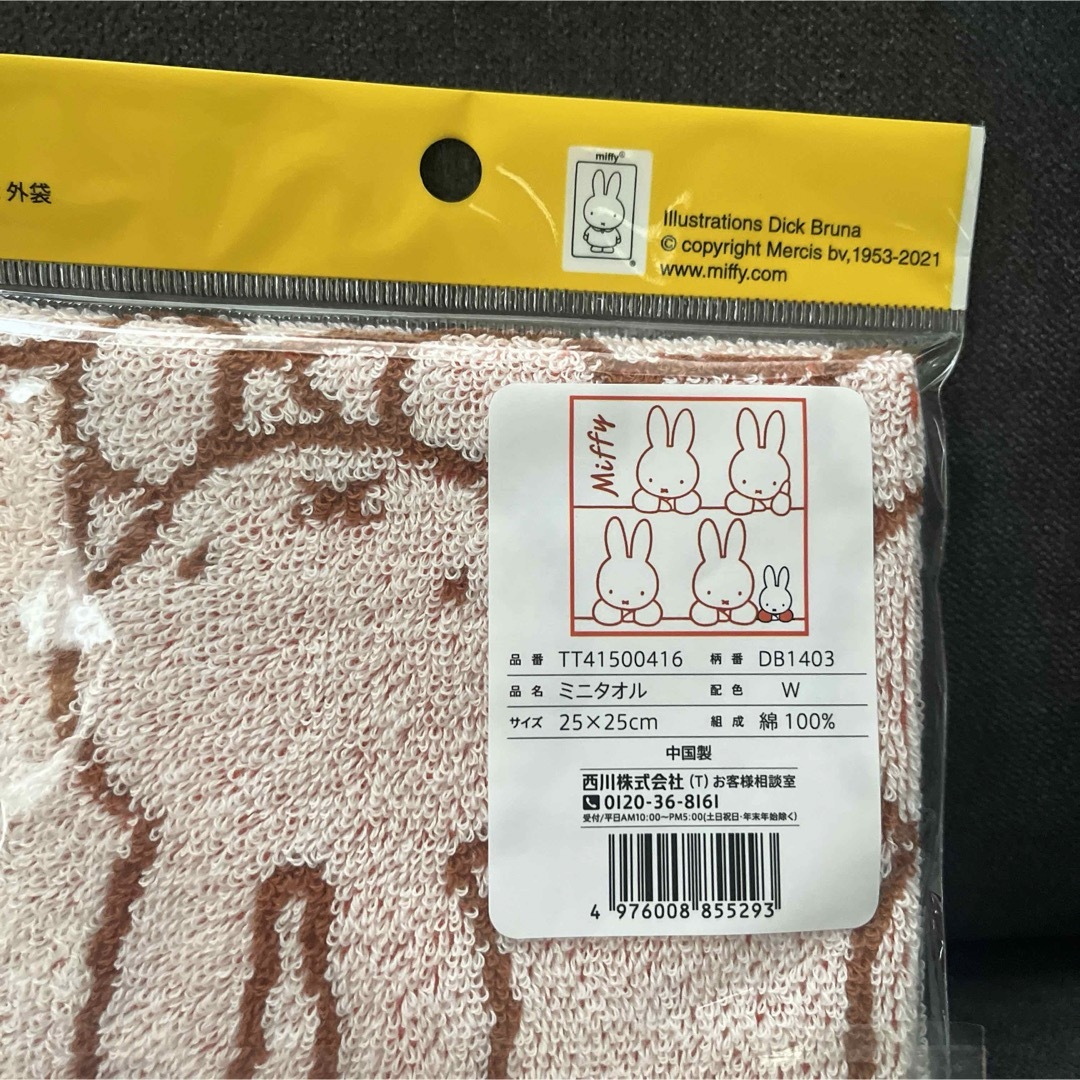 外袋
miffy®
Illustrations Dick Bruna
© copyright Mercis bv,1953-2021
www.miffy.com
Miffy
品番 TT41500416 柄番 DB1403
品名 ミニタオル 配色 W
サイズ 25×25cm 組成 綿100%
中国製
西川株式会社(T)お客様相談室
0120-36-8161
受付/平日AM10:00〜PM5:00(土日祝日・年末年始除く)
4 976008 855293